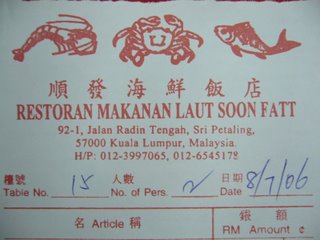 順發海鮮飯店
RESTORAN MAKANAN LAUT SOON FATT
92-1, Jalan Radin Tengah, Sri Petaling,
57000 Kuala Lumpur, Malaysia.
H/P: 012-3997065, 012-6545178
檯號 人數 日期
Table No. 15 No. of Pers. 2 Date 8/7/06
名 Article 稱 銀額
RM Amount ¢